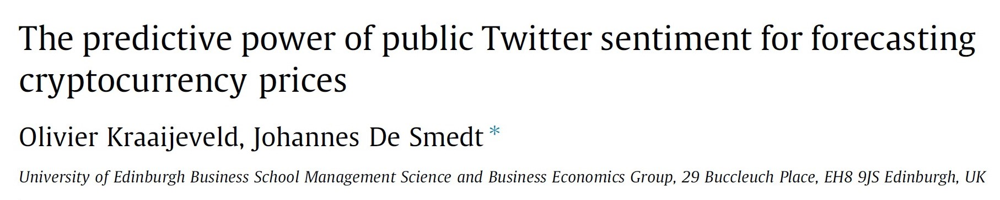 The predictive power of public Twitter sentiment for forecasting
cryptocurrency prices
Olivier Kraaijeveld, Johannes De Smedt *
University of Edinburgh Business School Management Science and Business Economics Group, 29 Buccleuch Place, EH8 9JS Edinburgh, UK